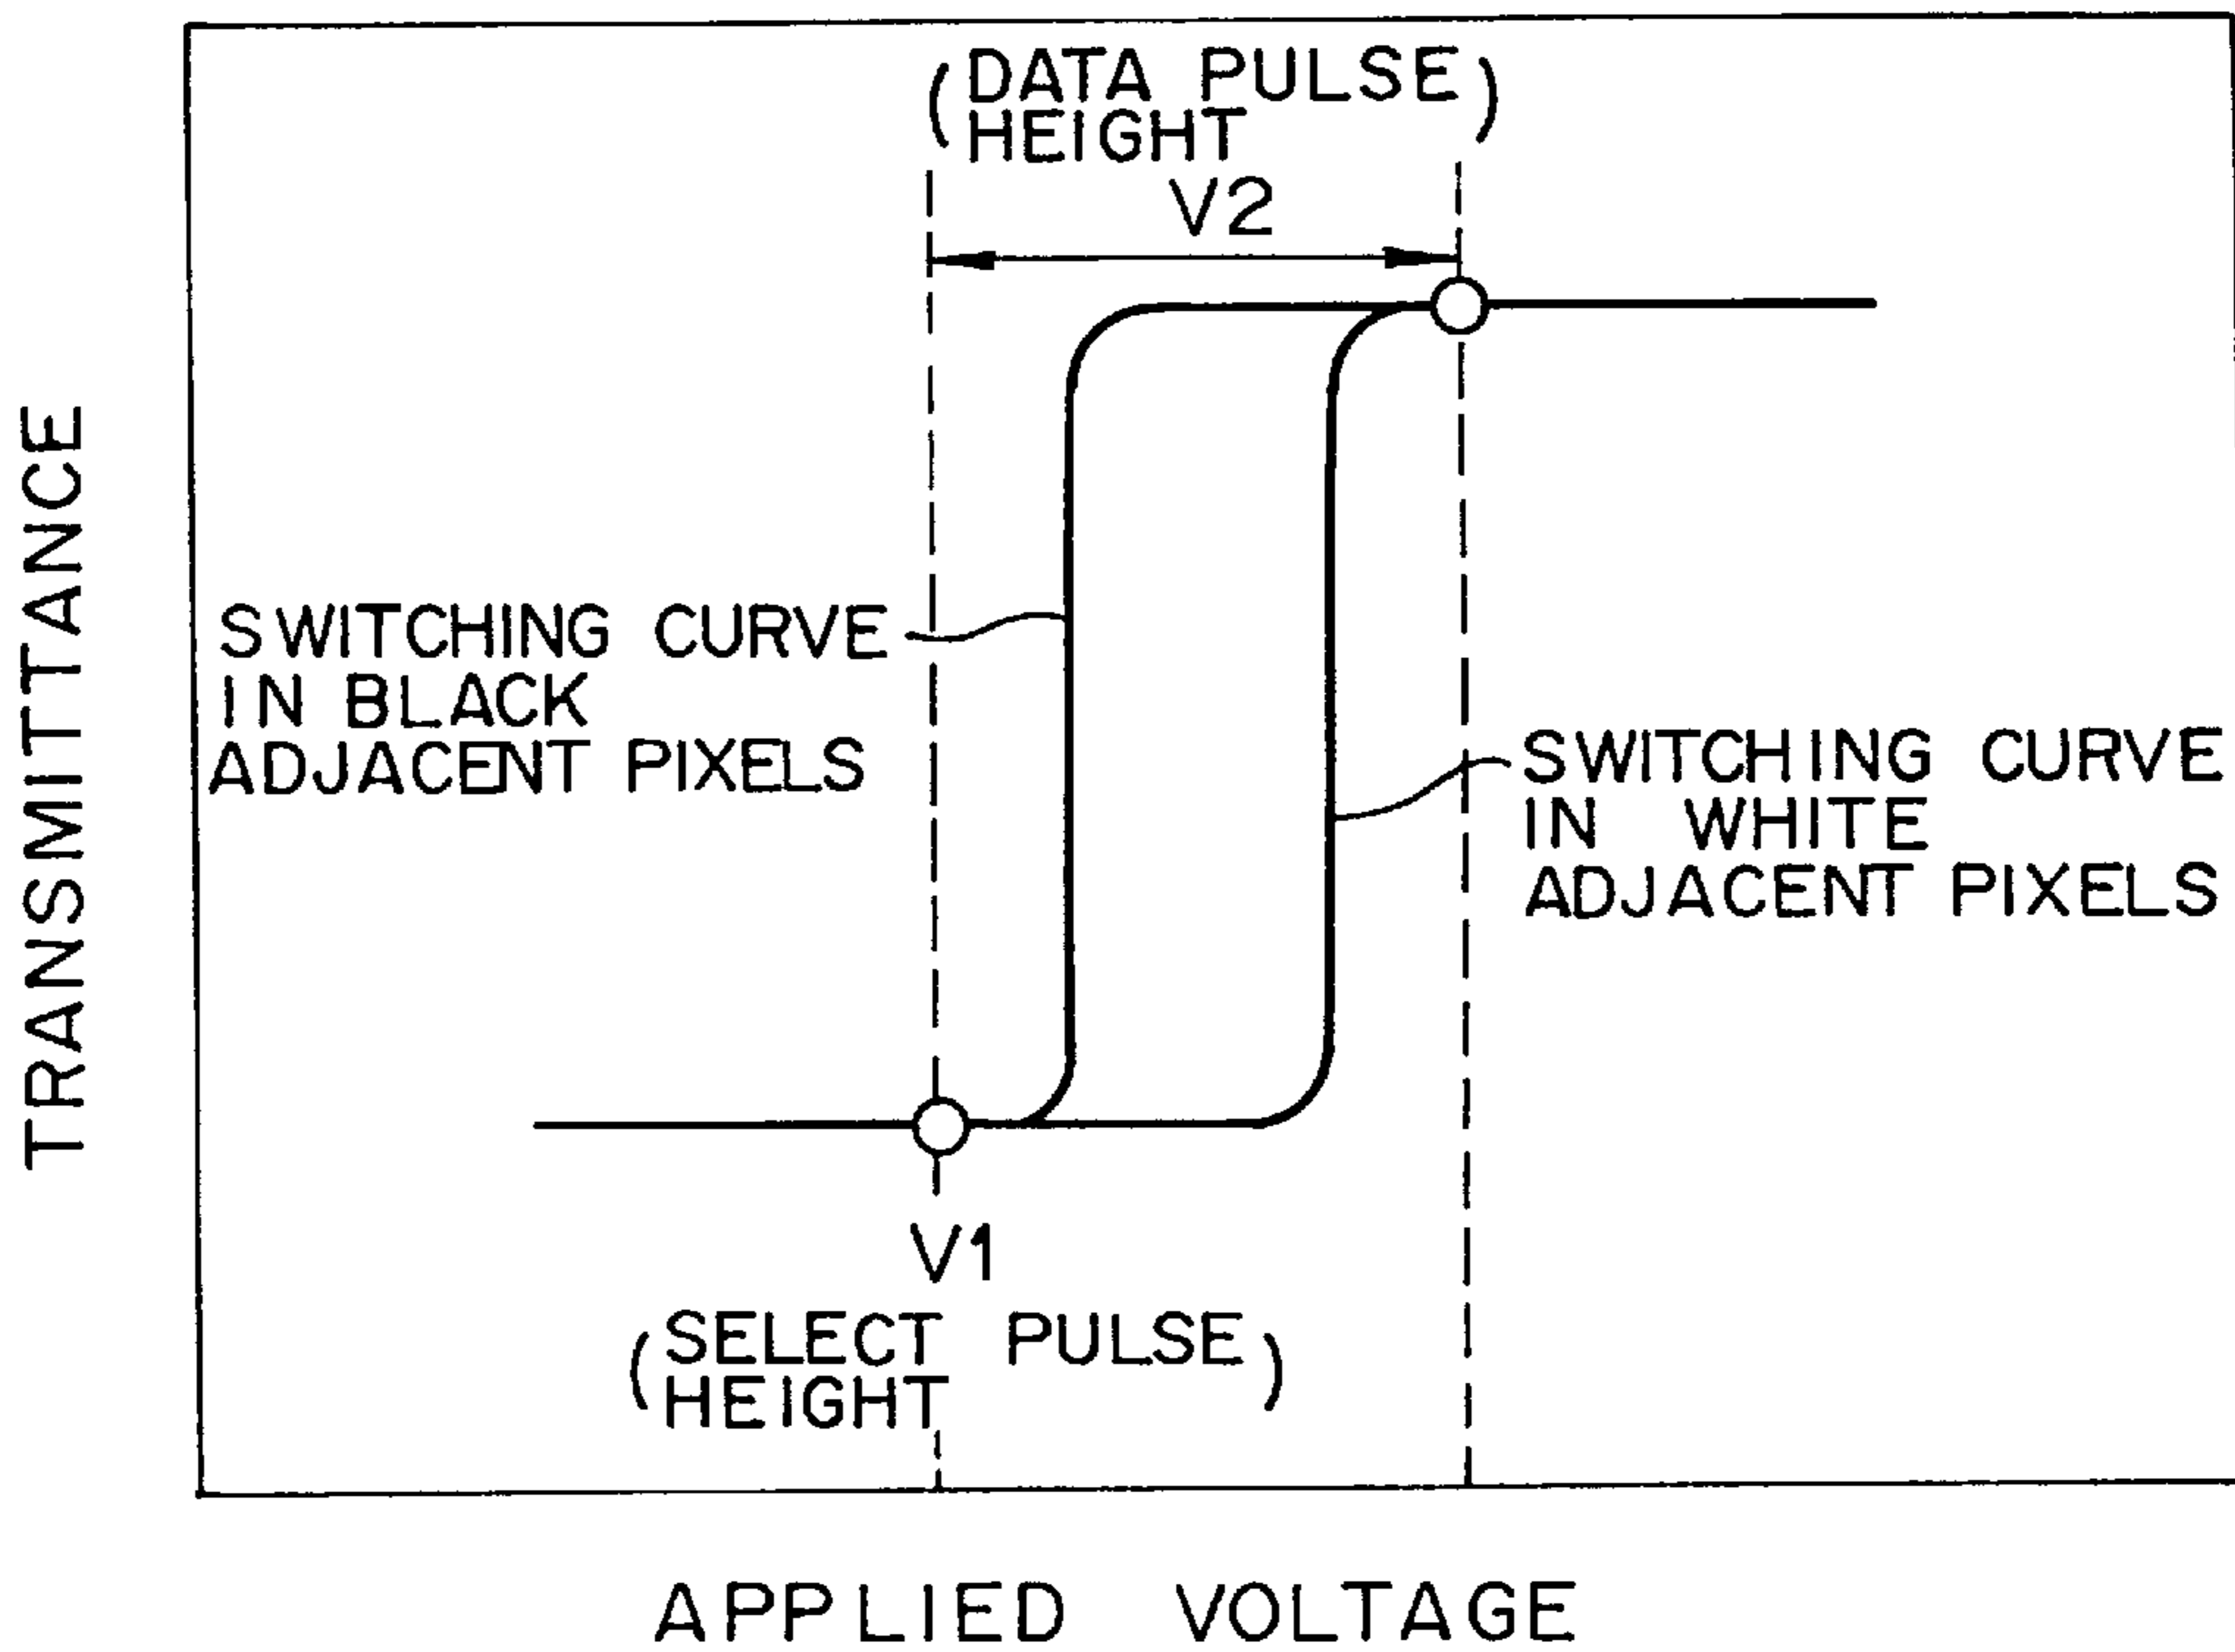 (DATA PULSE
HEIGHT)
V2
TRANSMITTANCE
SWITCHING CURVE
IN BLACK
ADJACENT PIXELS
SWITCHING CURVE
IN WHITE
ADJACENT PIXELS
V1
(SELECT PULSE
HEIGHT)
APPLIED VOLTAGE